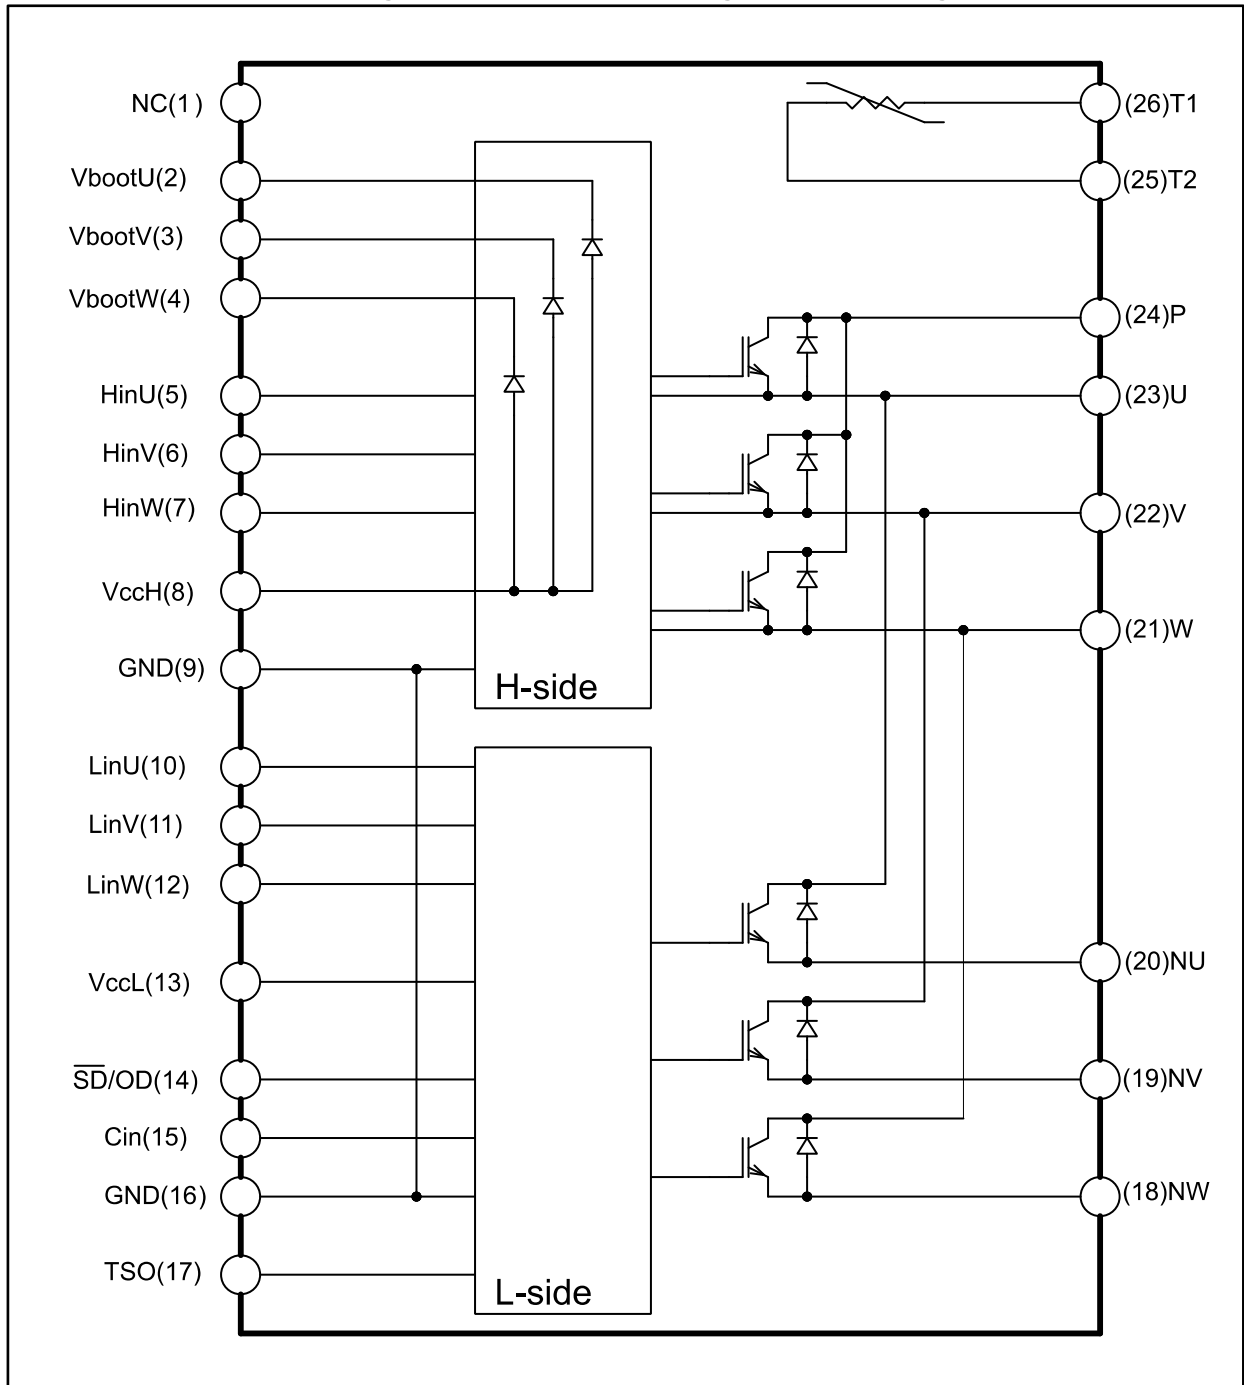 NC(1)
VbootU(2)
VbootV(3)
VbootW(4)
HinU(5)
HinV(6)
HinW(7)
VccH(8)
GND(9)
LinU(10)
LinV(11)
LinW(12)
VccL(13)
S̅D̅/OD(14)
Cin(15)
GND(16)
TSO(17)
H-side
L-side
(26)T1
(25)T2
(24)P
(23)U
(22)V
(21)W
(20)NU
(19)NV
(18)NW